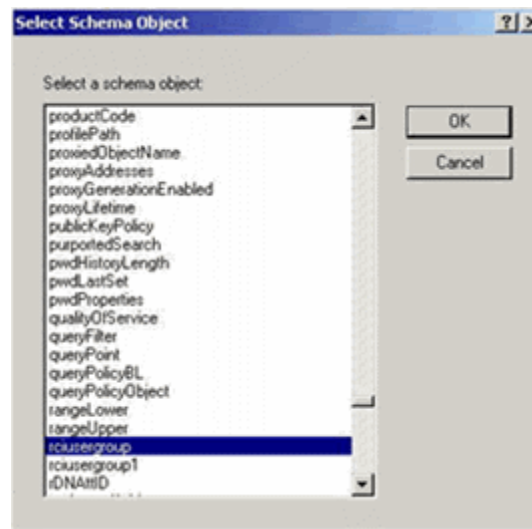 Select Schema Object
Select a schema object:
productCode
profilePath
proxiedObjectName
proxyAddresses
proxyGenerationEnabled
proxyLifetime
publicKeyPolicy
purportedSearch
pwdHistoryLength
pwdLastSet
pwdProperties
qualityOfService
queryFilter
queryPoint
queryPolicyBL
queryPolicyObject
rangeLower
rangeUpper
rciusergroup
rciusergroup1
rDNAttID
OK
Cancel